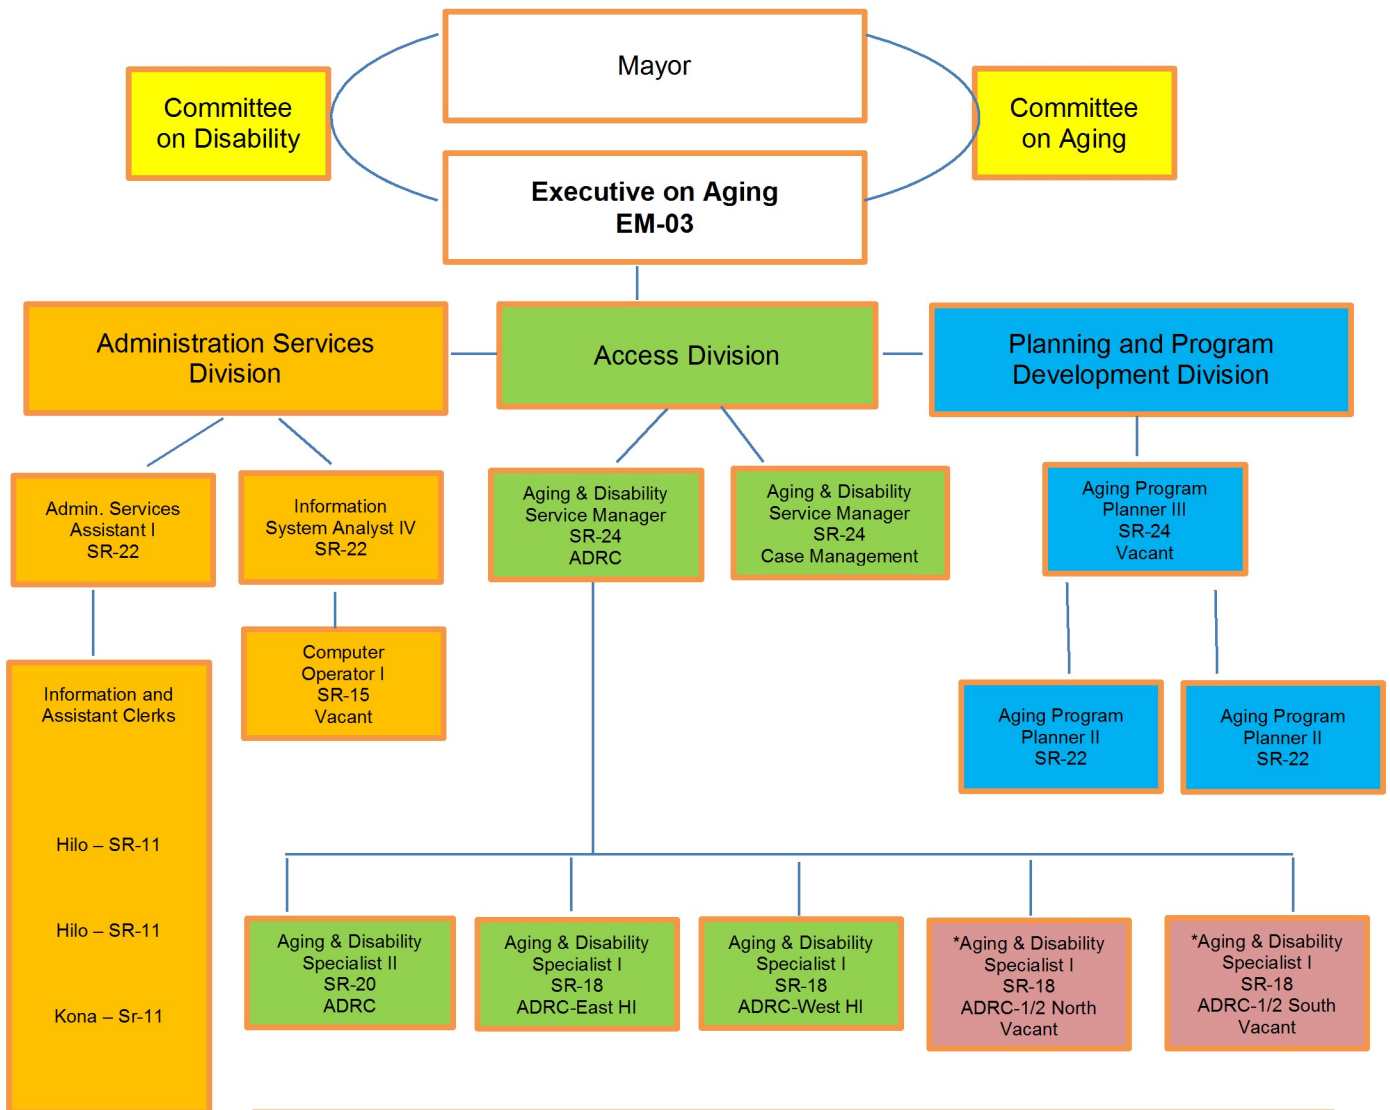 Mayor
Committee
on Disability
Committee
on Aging
Executive on Aging
EM-03
Administration Services
Division
Access Division
Planning and Program
Development Division
Admin. Services
Assistant I
SR-22
Information
System Analyst IV
SR-22
Aging & Disability
Service Manager
SR-24
ADRC
Aging & Disability
Service Manager
SR-24
Case Management
Aging Program
Planner III
SR-24
Vacant
Information and
Assistant Clerks
Hilo – SR-11
Hilo – SR-11
Kona – Sr-11
Computer
Operator I
SR-15
Vacant
Aging Program
Planner II
SR-22
Aging Program
Planner II
SR-22
Aging & Disability
Specialist II
SR-20
ADRC
Aging & Disability
Specialist I
SR-18
ADRC-East HI
Aging & Disability
Specialist I
SR-18
ADRC-West HI
*Aging & Disability
Specialist I
SR-18
ADRC-1/2 North
Vacant
*Aging & Disability
Specialist I
SR-18
ADRC-1/2 South
Vacant